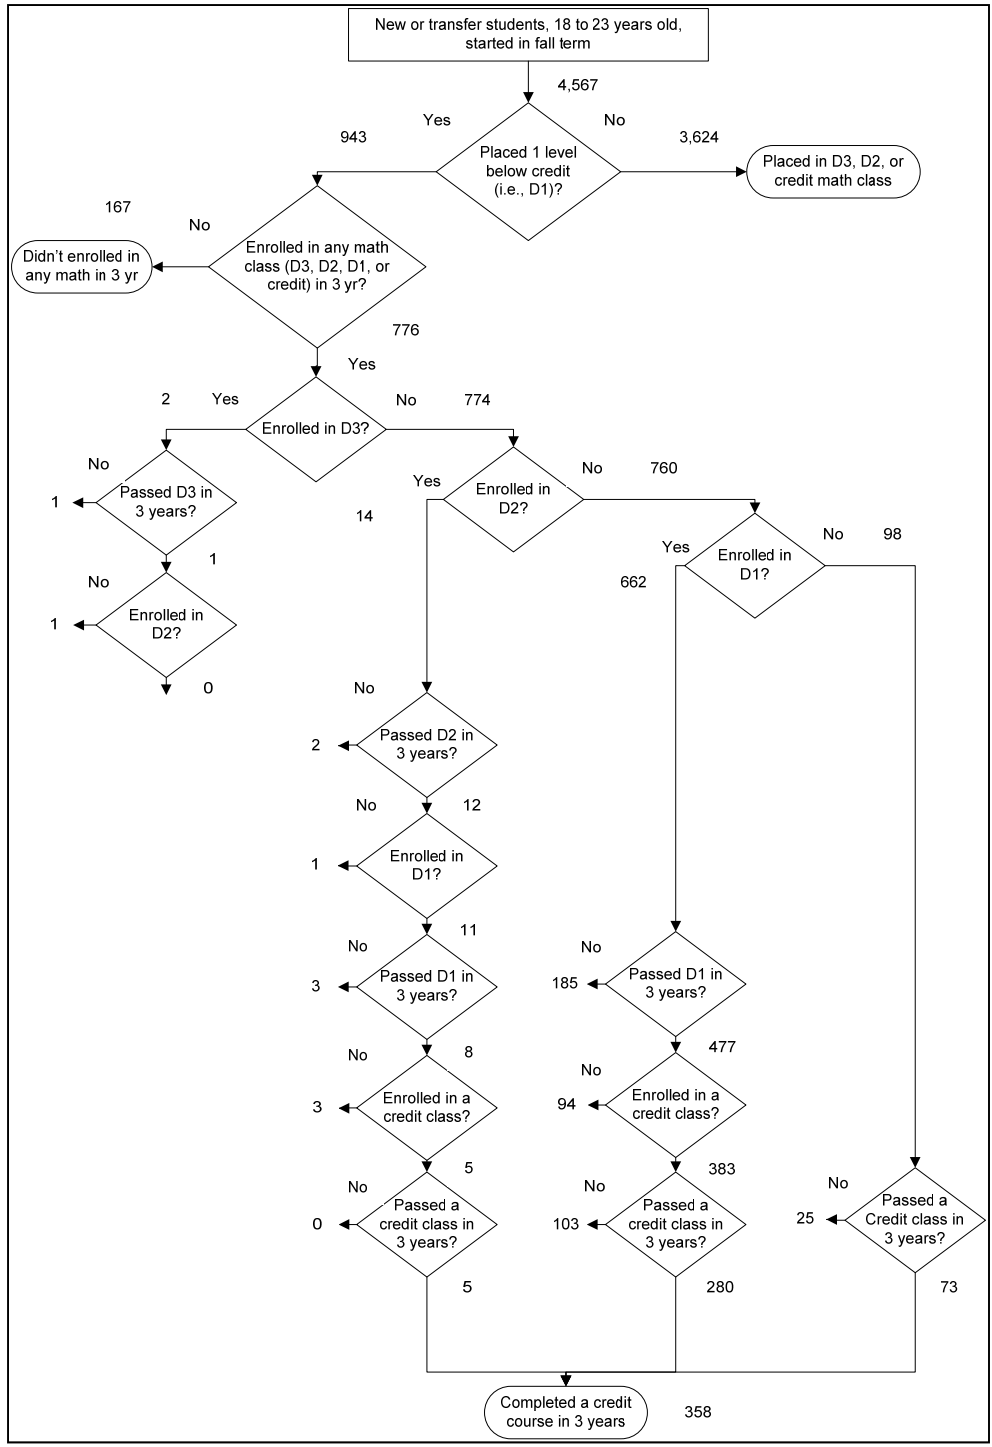 New or transfer students, 18 to 23 years old,
started in fall term
4,567
Yes
No
943
3,624
Placed 1 level
below credit
(i.e., D1)?
Placed in D3, D2, or
credit math class
167
No
Didn't enrolled in
any math in 3 yr
Enrolled in any math
class (D3, D2, D1, or
credit) in 3 yr?
776
Yes
2
Yes
Enrolled in D3?
No
774
No
Passed D3 in
3 years?
1
1
No
Enrolled in
D2?
1
0
Yes
Enrolled in
D2?
No
760
14
Yes
Enrolled in
D1?
No
98
662
No
Passed D2 in
3 years?
2
12
No
Enrolled in
D1?
1
11
No
Passed D1 in
3 years?
3
8
No
Enrolled in a
credit class?
3
5
No
Passed a
credit class in
3 years?
0
5
No
Passed D1 in
3 years?
185
477
No
Enrolled in a
credit class?
94
383
No
Passed a
credit class in
3 years?
103
280
No
Passed a
Credit class in
3 years?
25
73
Completed a credit
course in 3 years
358